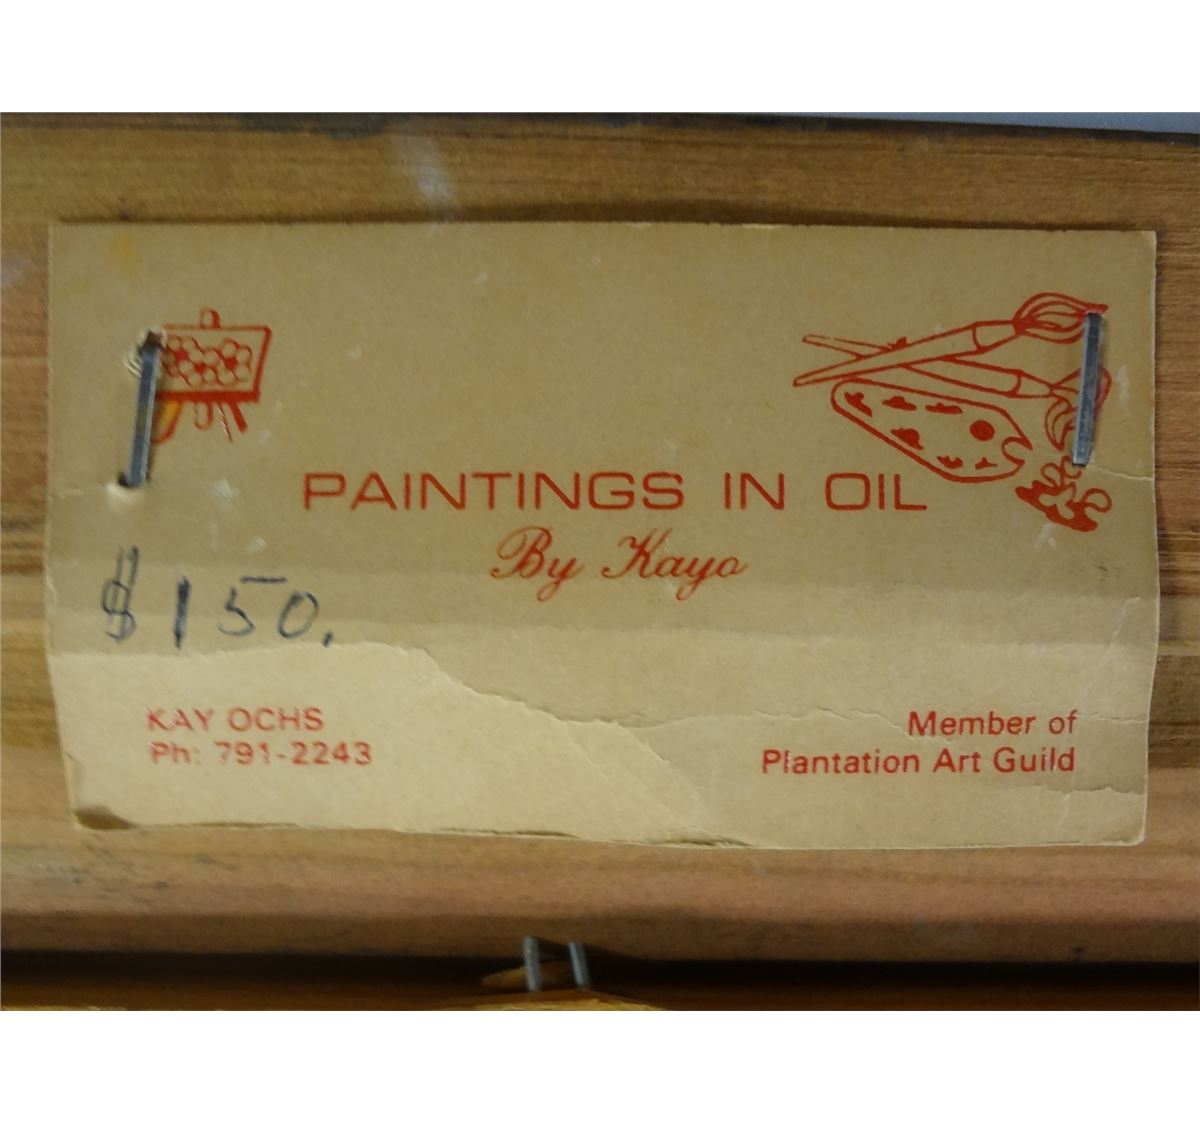 PAINTINGS IN OIL
By Kayo
$150.
KAY OCHS
Ph: 791-2243
Member of
Plantation Art Guild